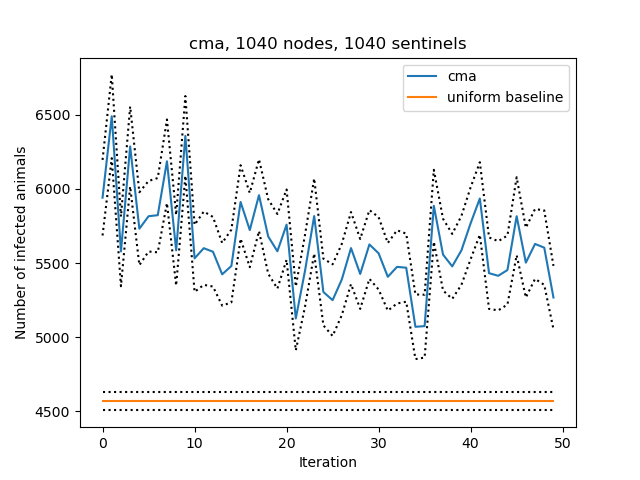 cma, 1040 nodes, 1040 sentinels
cma
uniform baseline
Number of infected animals
6500
6000
5500
5000
4500
0 10 20 30 40 50
Iteration